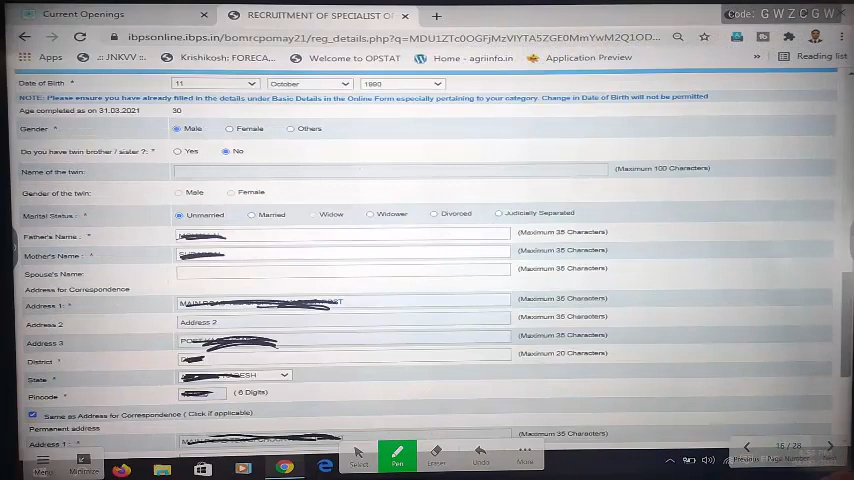 Current Openings
RECRUITMENT OF SPECIALIST O
Code: G W Z C G W
ibpsonline.ibps.in/bomrcpomay21/reg_details.php?q=MDU1ZTc0OGFjMzVlYTA5ZGE0MmYwM2Q1OD...
Apps
.:: JNKVV ::.
Krishikosh: FORECA...
Welcome to OPSTAT
Home - agriinfo.in
Application Preview
»
Reading list
Date of Birth *
11
October
1990
NOTE: Please ensure you have already filled in the details under Basic Details in the Online Form especially pertaining to your category. Change in Date of Birth will not be permitted
Age completed as on 31.03.2021
30
Gender *
Male
Female
Others
Do you have twin brother / sister ?: *
Yes
No
Name of the twin:
(Maximum 100 Characters)
Gender of the twin:
Male
Female
Marital Status : *
Unmarried
Married
Widow
Widower
Divorced
Judicially Separated
Father's Name : *
(Maximum 35 Characters)
Mother's Name : *
(Maximum 35 Characters)
Spouse's Name:
(Maximum 35 Characters)
Address for Correspondence
Address 1: *
MAIN
(Maximum 35 Characters)
Address 2
Address 2
(Maximum 35 Characters)
Address 3
(Maximum 35 Characters)
District *
(Maximum 20 Characters)
State *
Pincode *
( 6 Digits)
Same as Address for Correspondence ( Click if applicable)
Permanent address
Address 1: *
(Maximum 35 Characters)
Menu
Minimize
Select
Pen
Eraser
Undo
More
16 / 28
Previous
Page Number
Next